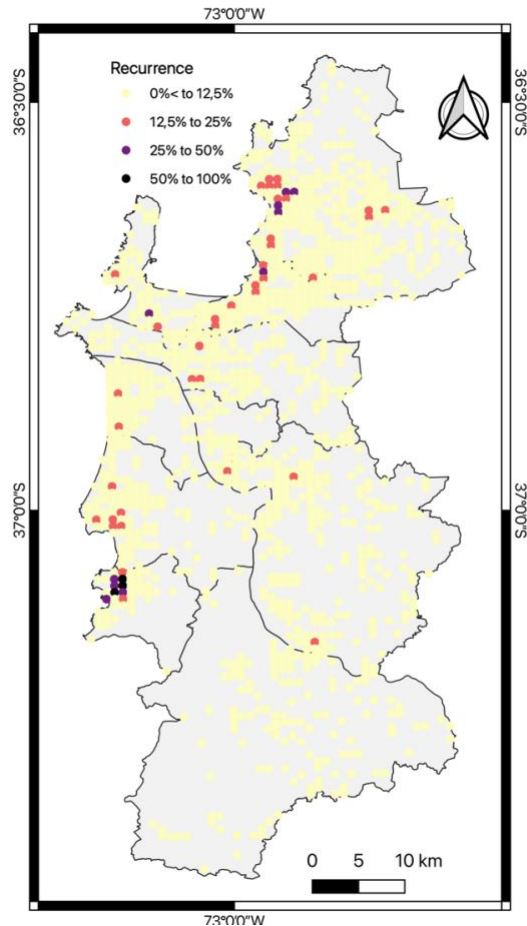 73°0'0"W
Recurrence
0%< to 12,5%
12,5% to 25%
25% to 50%
50% to 100%
36°30'0"S
36°30'0"S
37°0'0"S
37°0'0"S
0 5 10 km
73°0'0"W